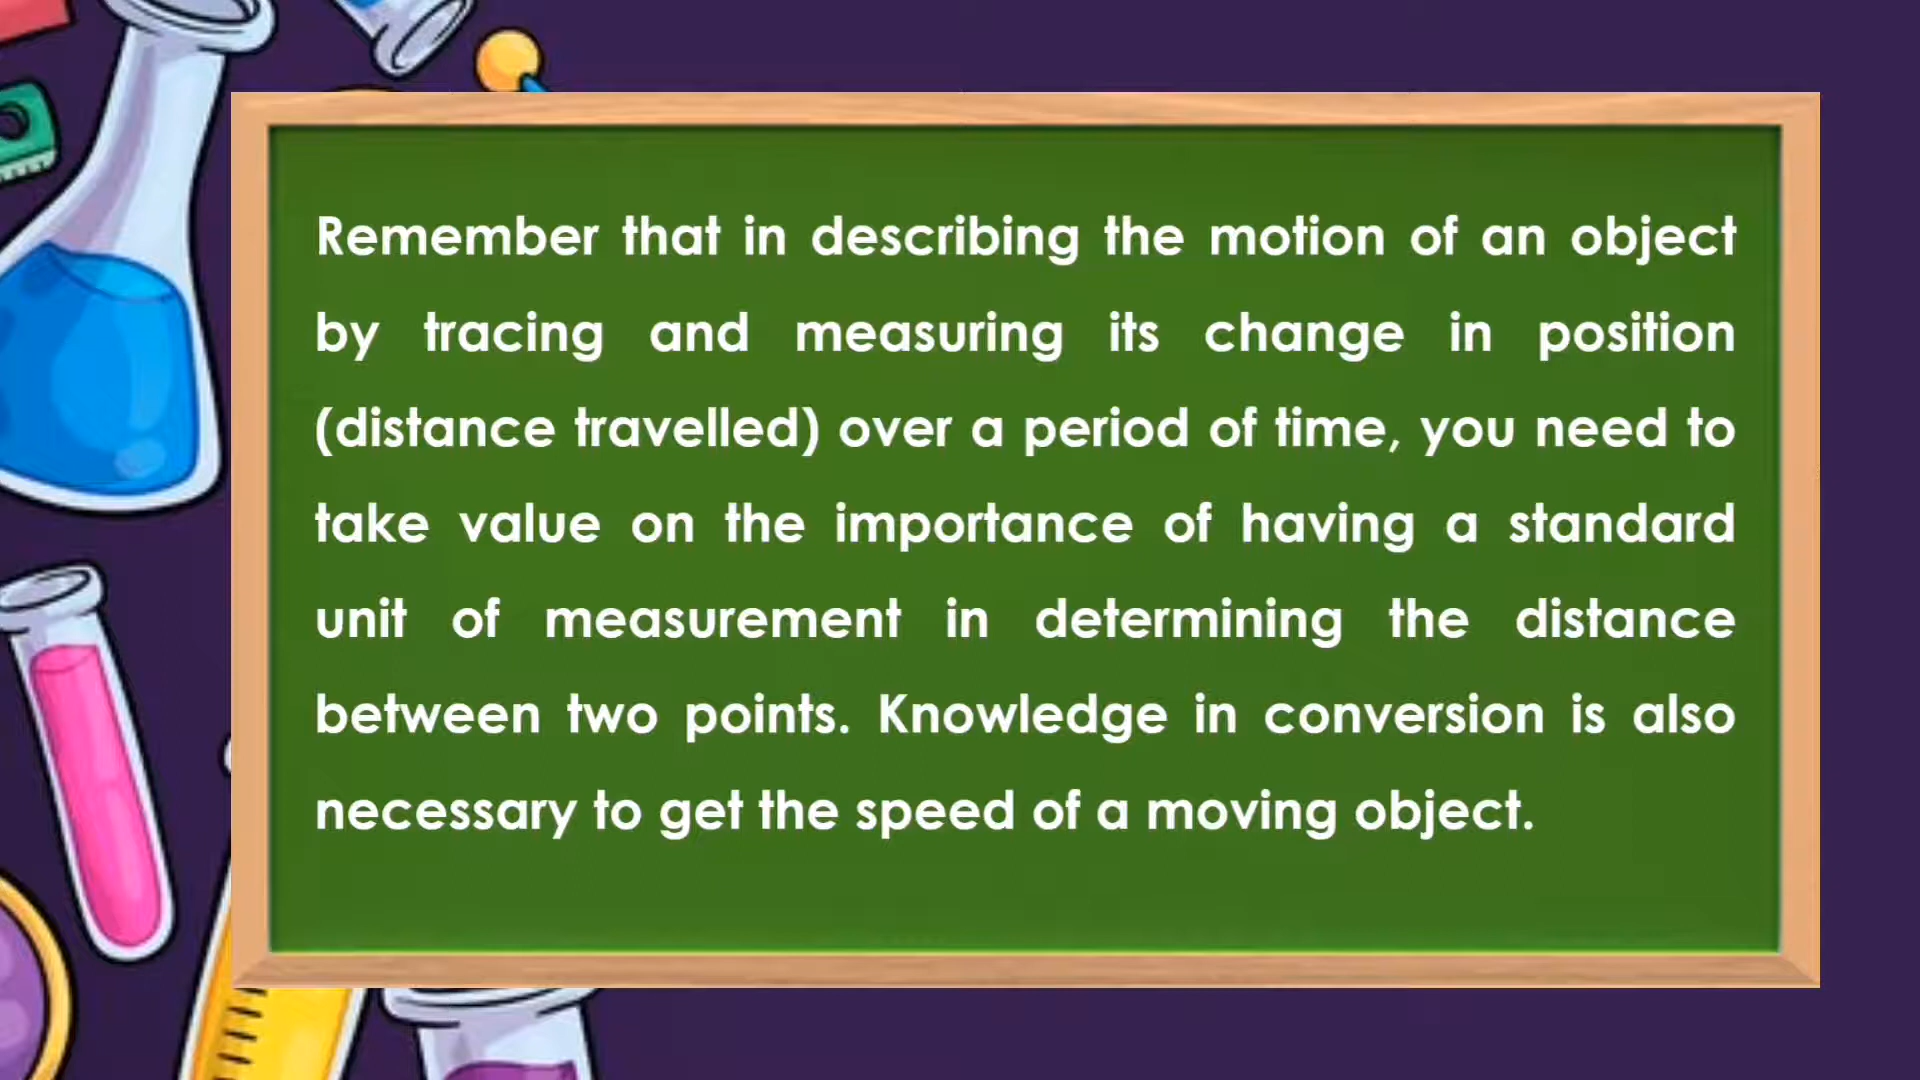 Remember that in describing the motion of an object
by tracing and measuring its change in position
(distance travelled) over a period of time, you need to
take value on the importance of having a standard
unit of measurement in determining the distance
between two points. Knowledge in conversion is also
necessary to get the speed of a moving object.